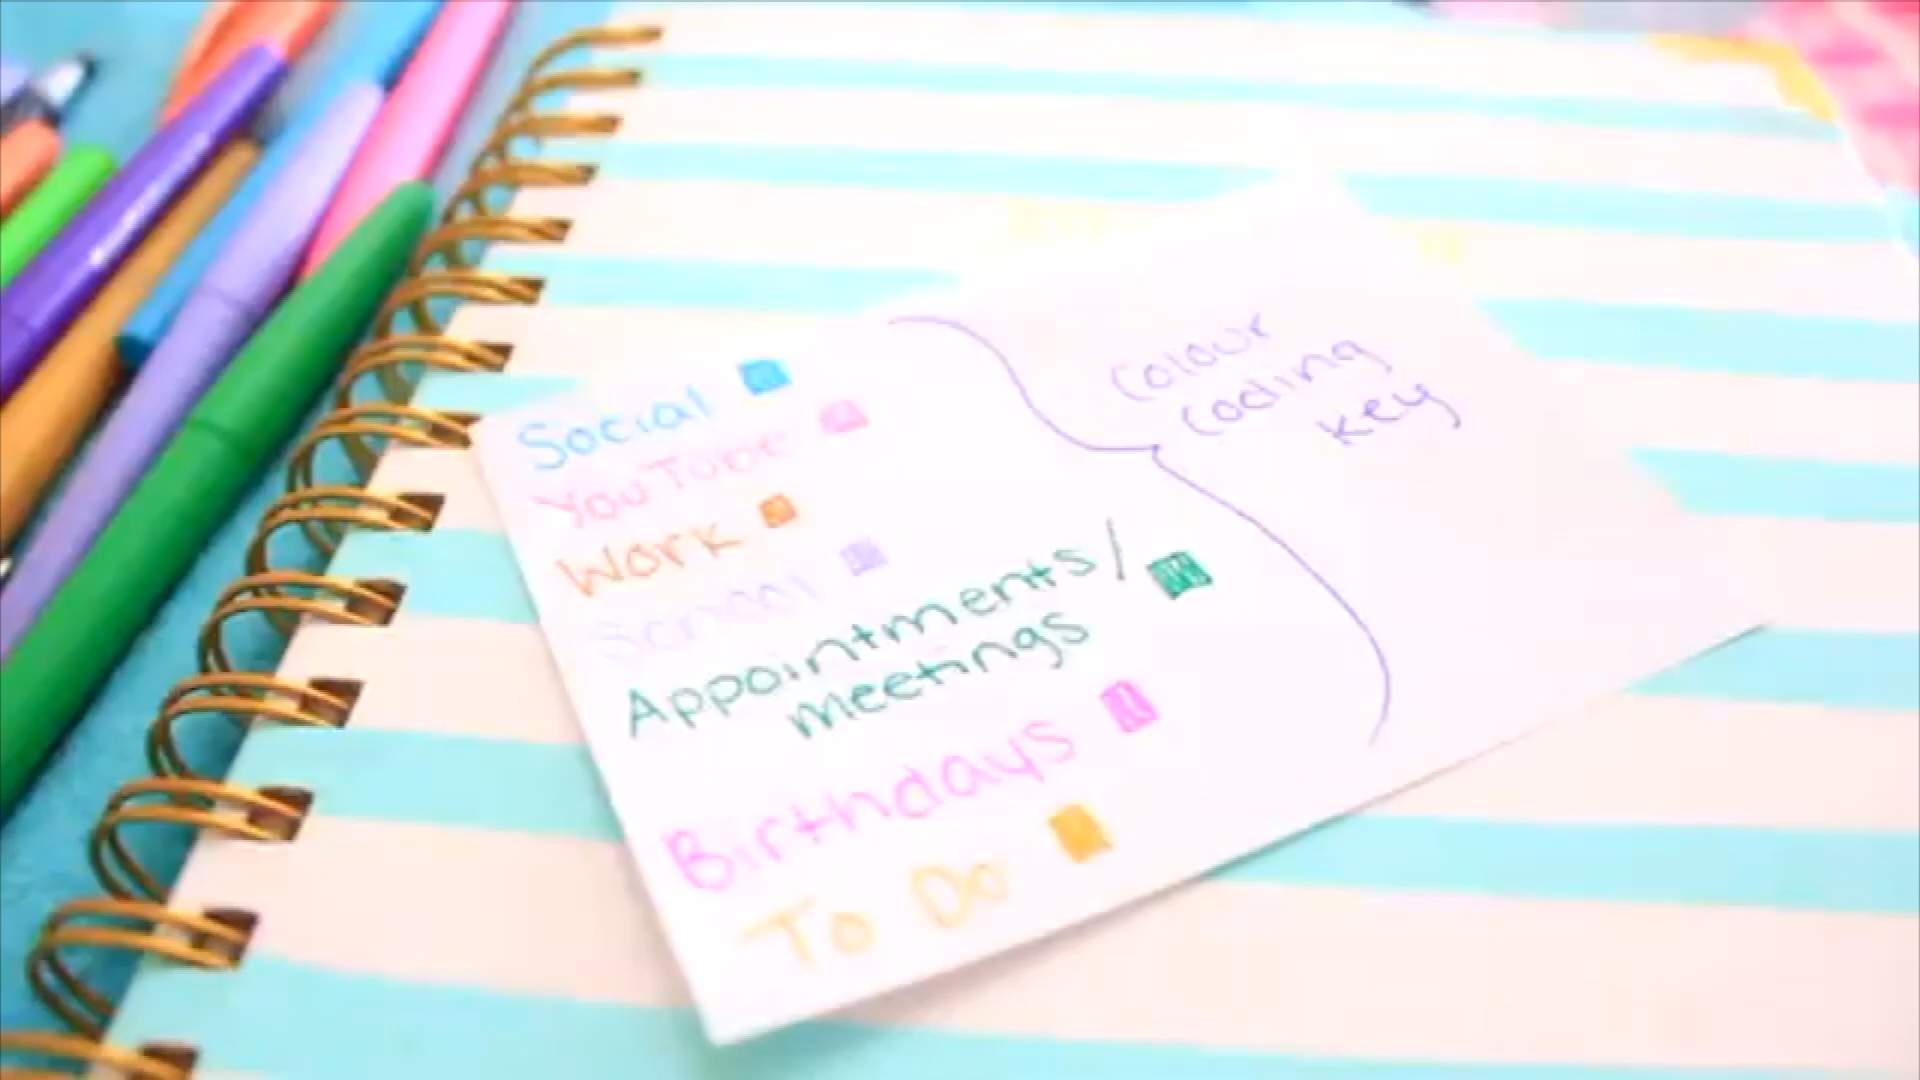 Social
YouTube
Work
School
Appointments/
meetings
Birthdays
To Do
Colour
coding
key